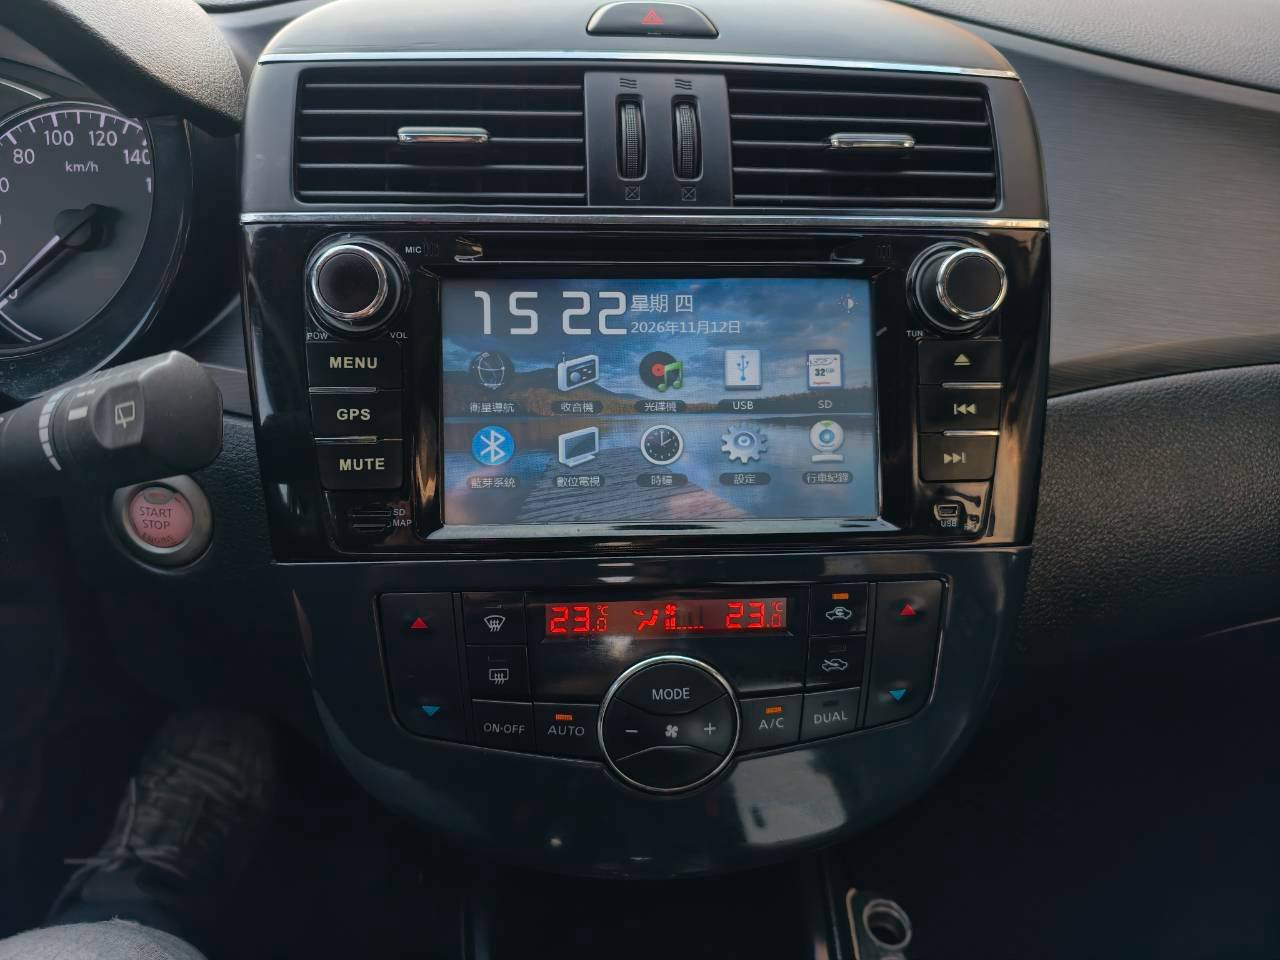 80
100
120
140
km/h
MIC
POW
VOL
MENU
GPS
MUTE
SD
MAP
START
STOP
ENGINE
15 22
星期 四
2026年11月12日
衛星導航
收音機
光碟機
USB
32
SD
藍芽系統
數位電視
時鐘
設定
行車紀錄
TUN
USB
23.0 °C
23.0 °C
MODE
ON·OFF
AUTO
A/C
DUAL